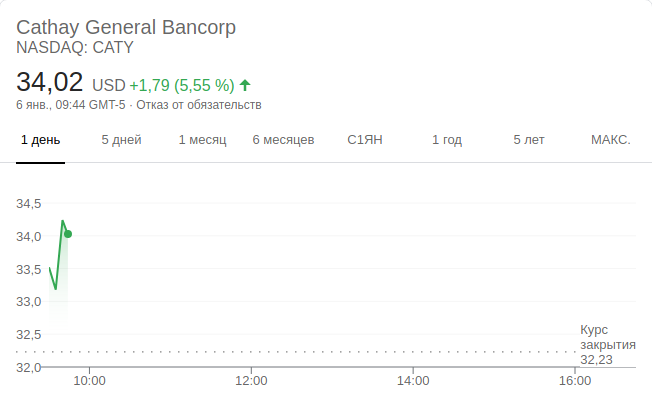 Cathay General Bancorp
NASDAQ: CATY
34,02 USD +1,79 (5,55 %)
6 янв., 09:44 GMT-5 · Отказ от обязательств
1 день 5 дней 1 месяц 6 месяцев С1ЯН 1 год 5 лет МАКС.
34,5
34,0
33,5
33,0
32,5
32,0
Курс
закрытия
32,23
10:00 12:00 14:00 16:00